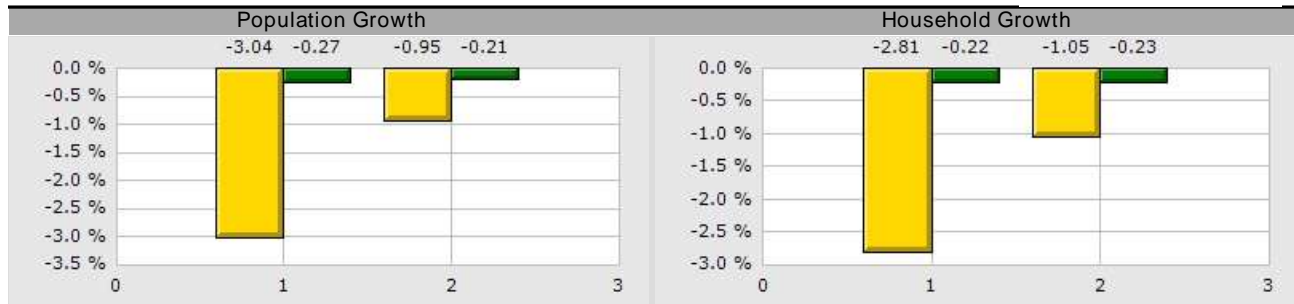 Population Growth
-3.04 -0.27 -0.95 -0.21
0.0 %
-0.5 %
-1.0 %
-1.5 %
-2.0 %
-2.5 %
-3.0 %
-3.5 %
0 1 2 3
Household Growth
-2.81 -0.22 -1.05 -0.23
0.0 %
-0.5 %
-1.0 %
-1.5 %
-2.0 %
-2.5 %
-3.0 %
0 1 2 3